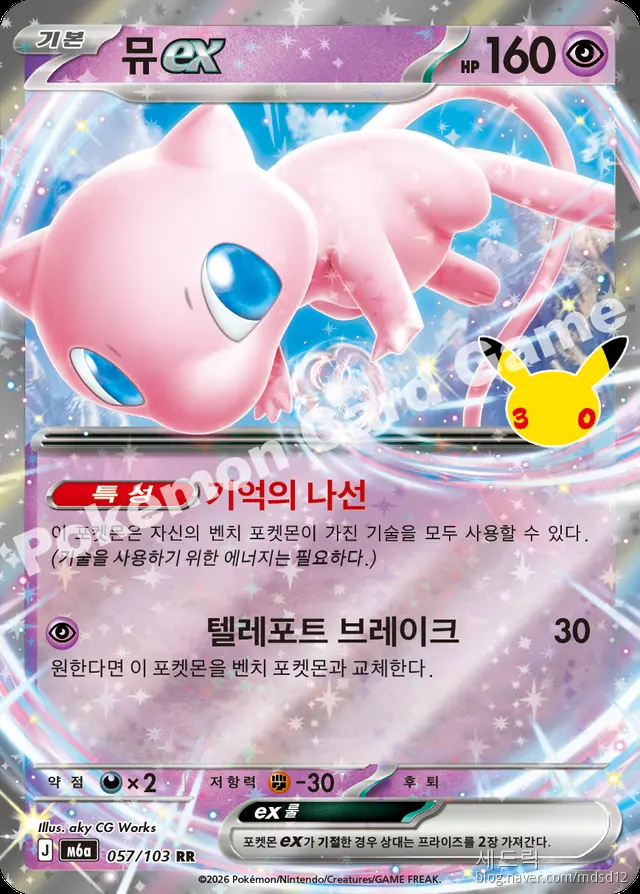 기본 뮤ex HP 160
30
특성 기억의 나선
이 포켓몬은 자신의 벤치 포켓몬이 가진 기술을 모두 사용할 수 있다.
(기술을 사용하기 위한 에너지는 필요하다.)
텔레포트 브레이크 30
원한다면 이 포켓몬을 벤치 포켓몬과 교체한다.
약점 ×2 저항력 -30 후퇴
Illus. aky CG Works
ex 룰
포켓몬 ex가 기절한 경우 상대는 프라이즈를 2장 가져간다.
J m6a 057/103 RR
©2026 Pokémon/Nintendo/Creatures/GAME FREAK.
Pokémon Card Game
세드릭
blog.naver.com/mdsd12